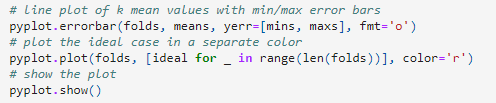 # line plot of k mean values with min/max error bars
pyplot.errorbar(folds, means, yerr=[mins, maxs], fmt='o')
# plot the ideal case in a separate color
pyplot.plot(folds, [ideal for _ in range(len(folds))], color='r')
# show the plot
pyplot.show()